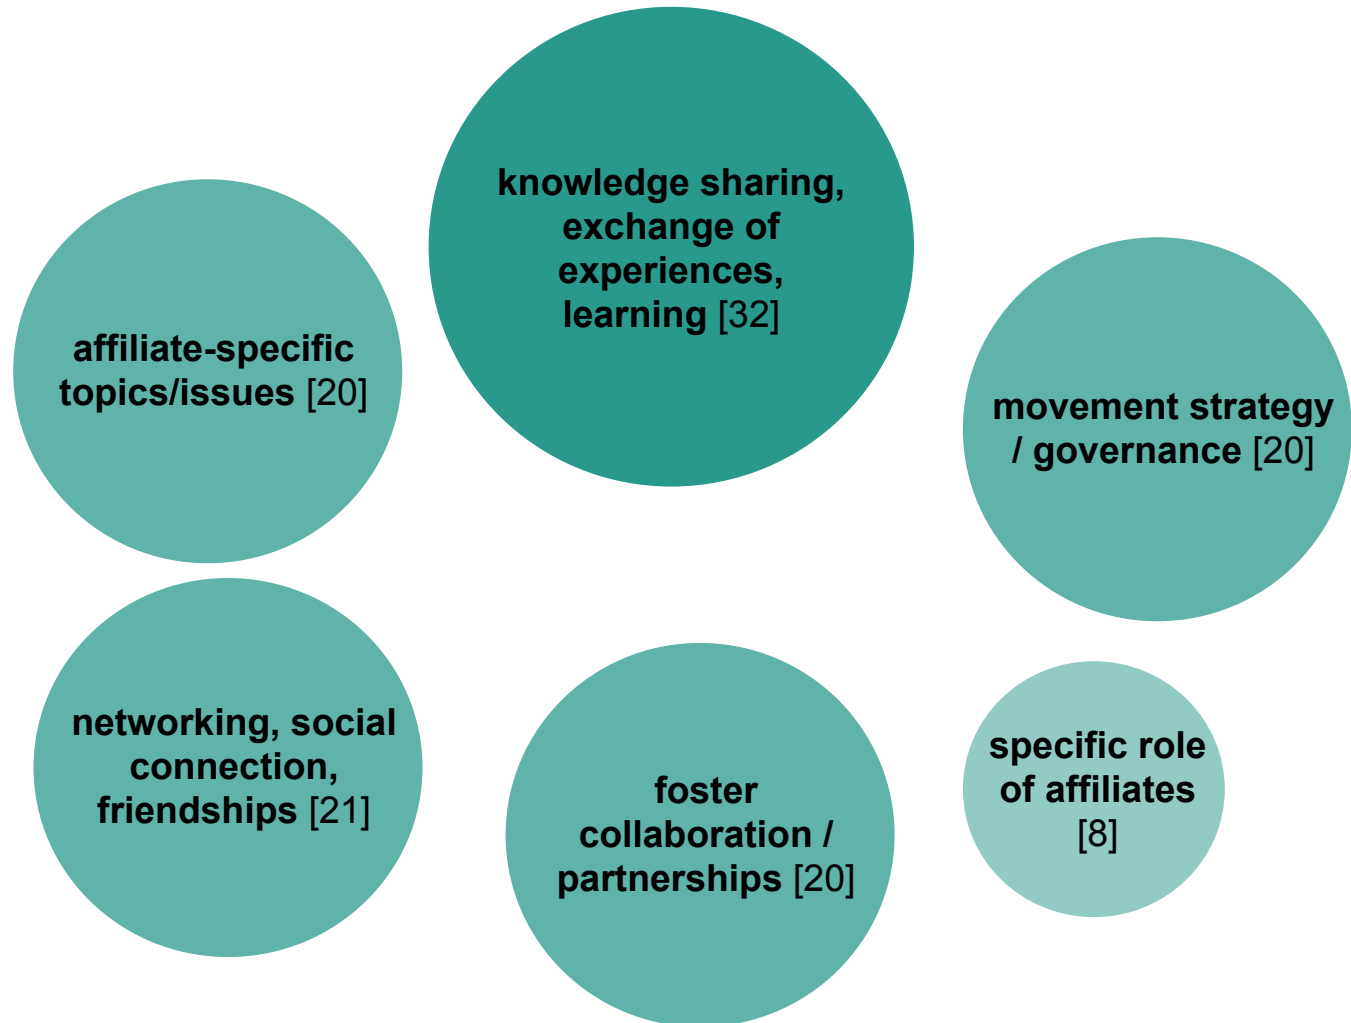 knowledge sharing,
exchange of
experiences,
learning [32]
affiliate-specific
topics/issues [20]
movement strategy
/ governance [20]
networking, social
connection,
friendships [21]
foster
collaboration /
partnerships [20]
specific role
of affiliates
[8]